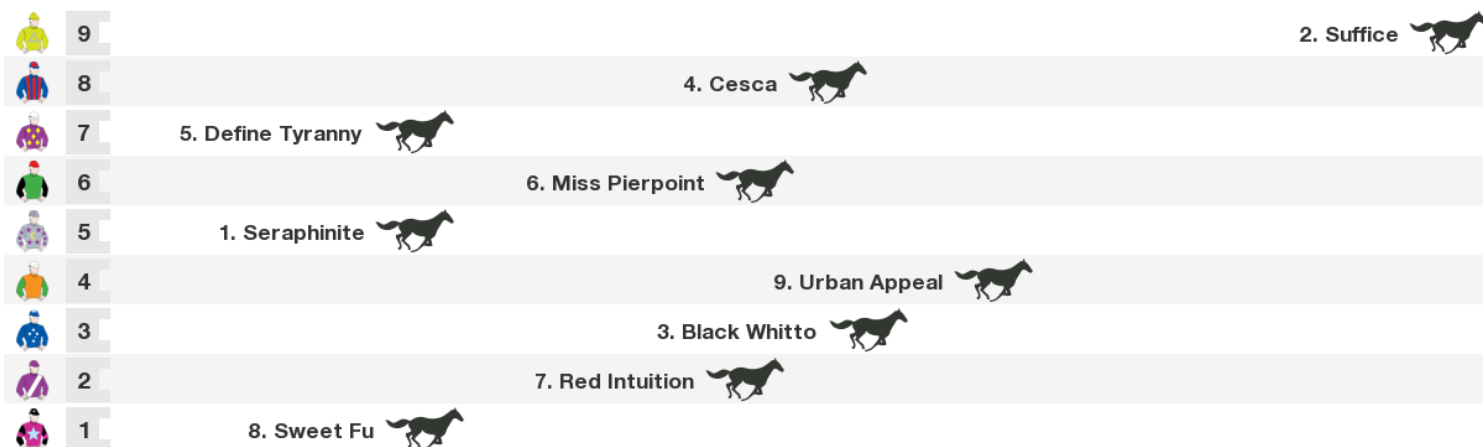 9 2. Suffice
8 4. Cesca
7 5. Define Tyranny
6 6. Miss Pierpoint
5 1. Seraphinite
4 9. Urban Appeal
3 3. Black Whitto
2 7. Red Intuition
1 8. Sweet Fu